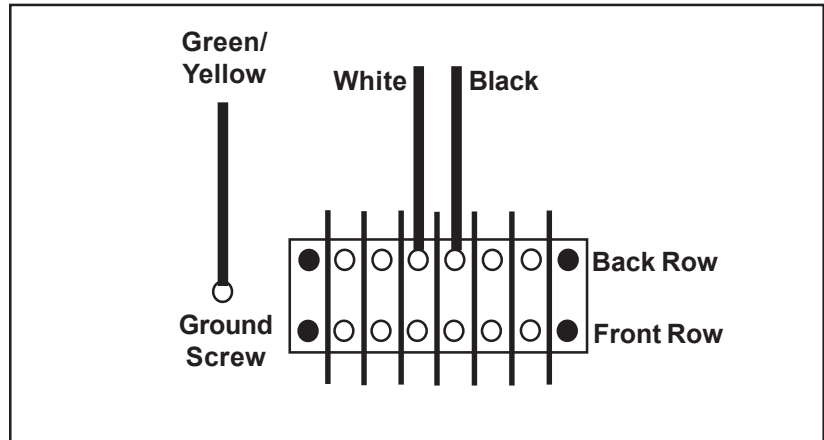 Green/
Yellow
White
Black
Back Row
Ground
Screw
Front Row